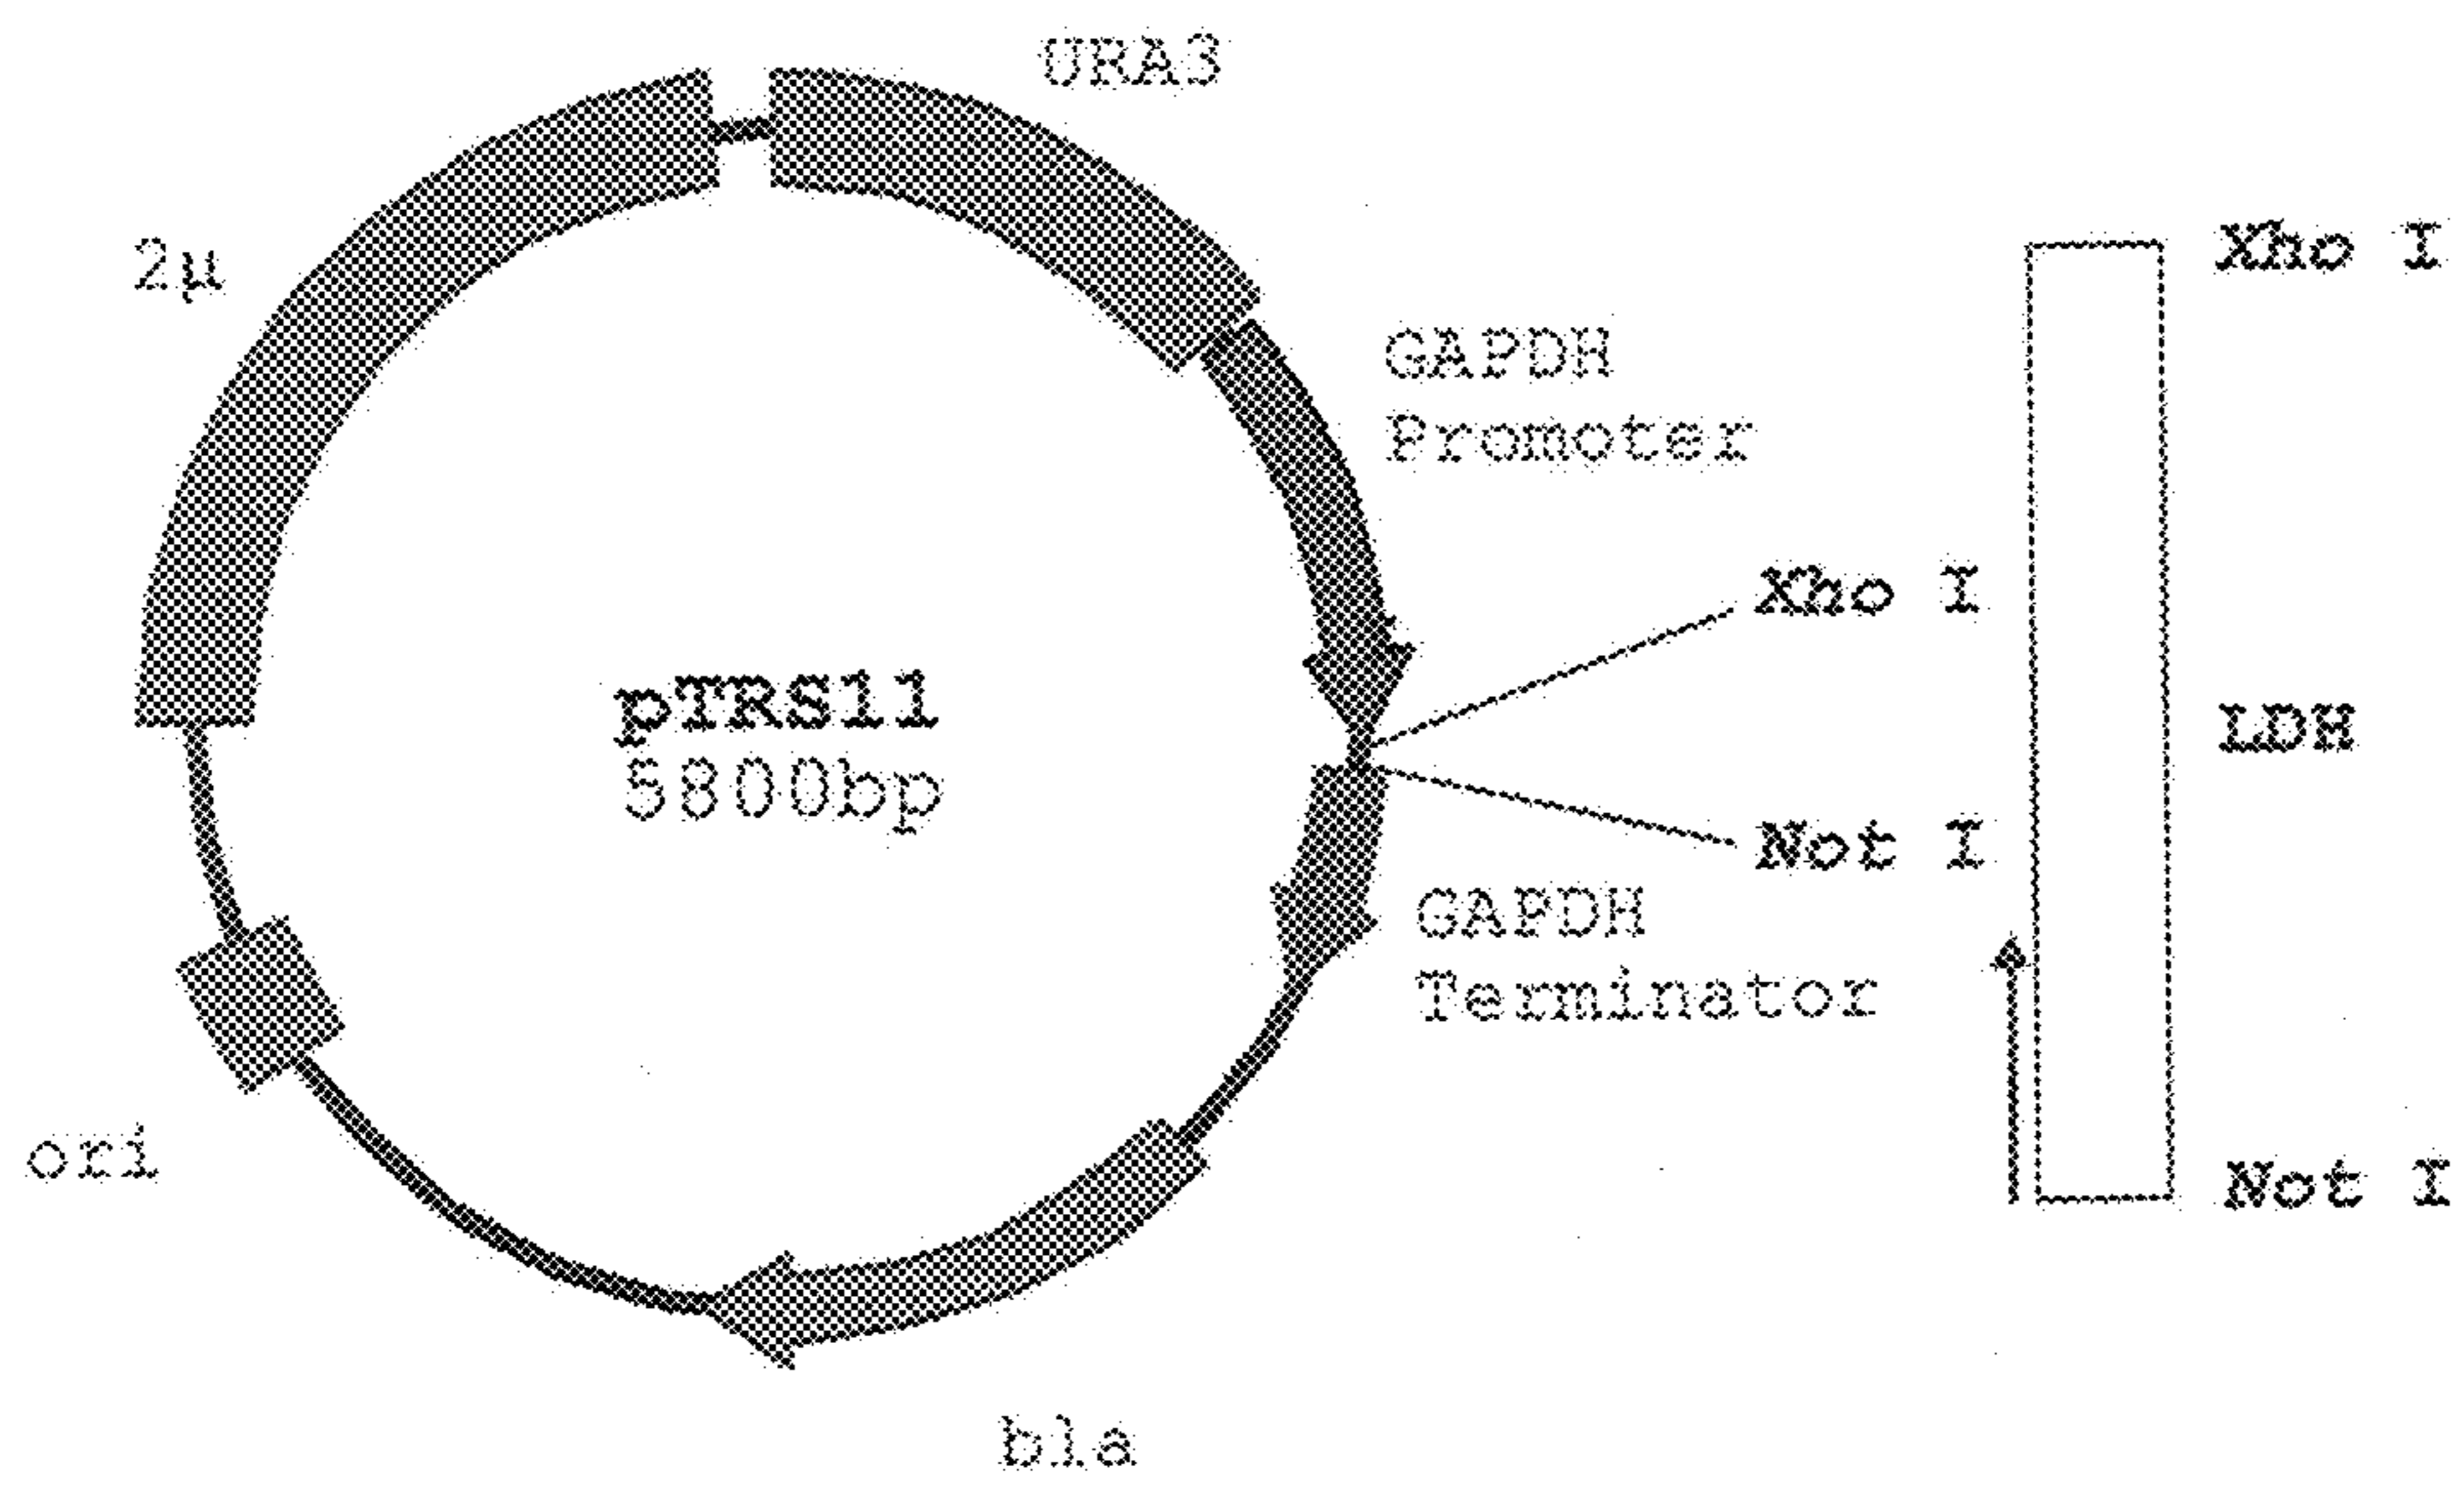 URA3
2μ
GAPDH
Promoter
Xho I
Xho I
pTRS11
5800bp
LDH
Not I
GAPDH
Terminator
ori
Not I
bla